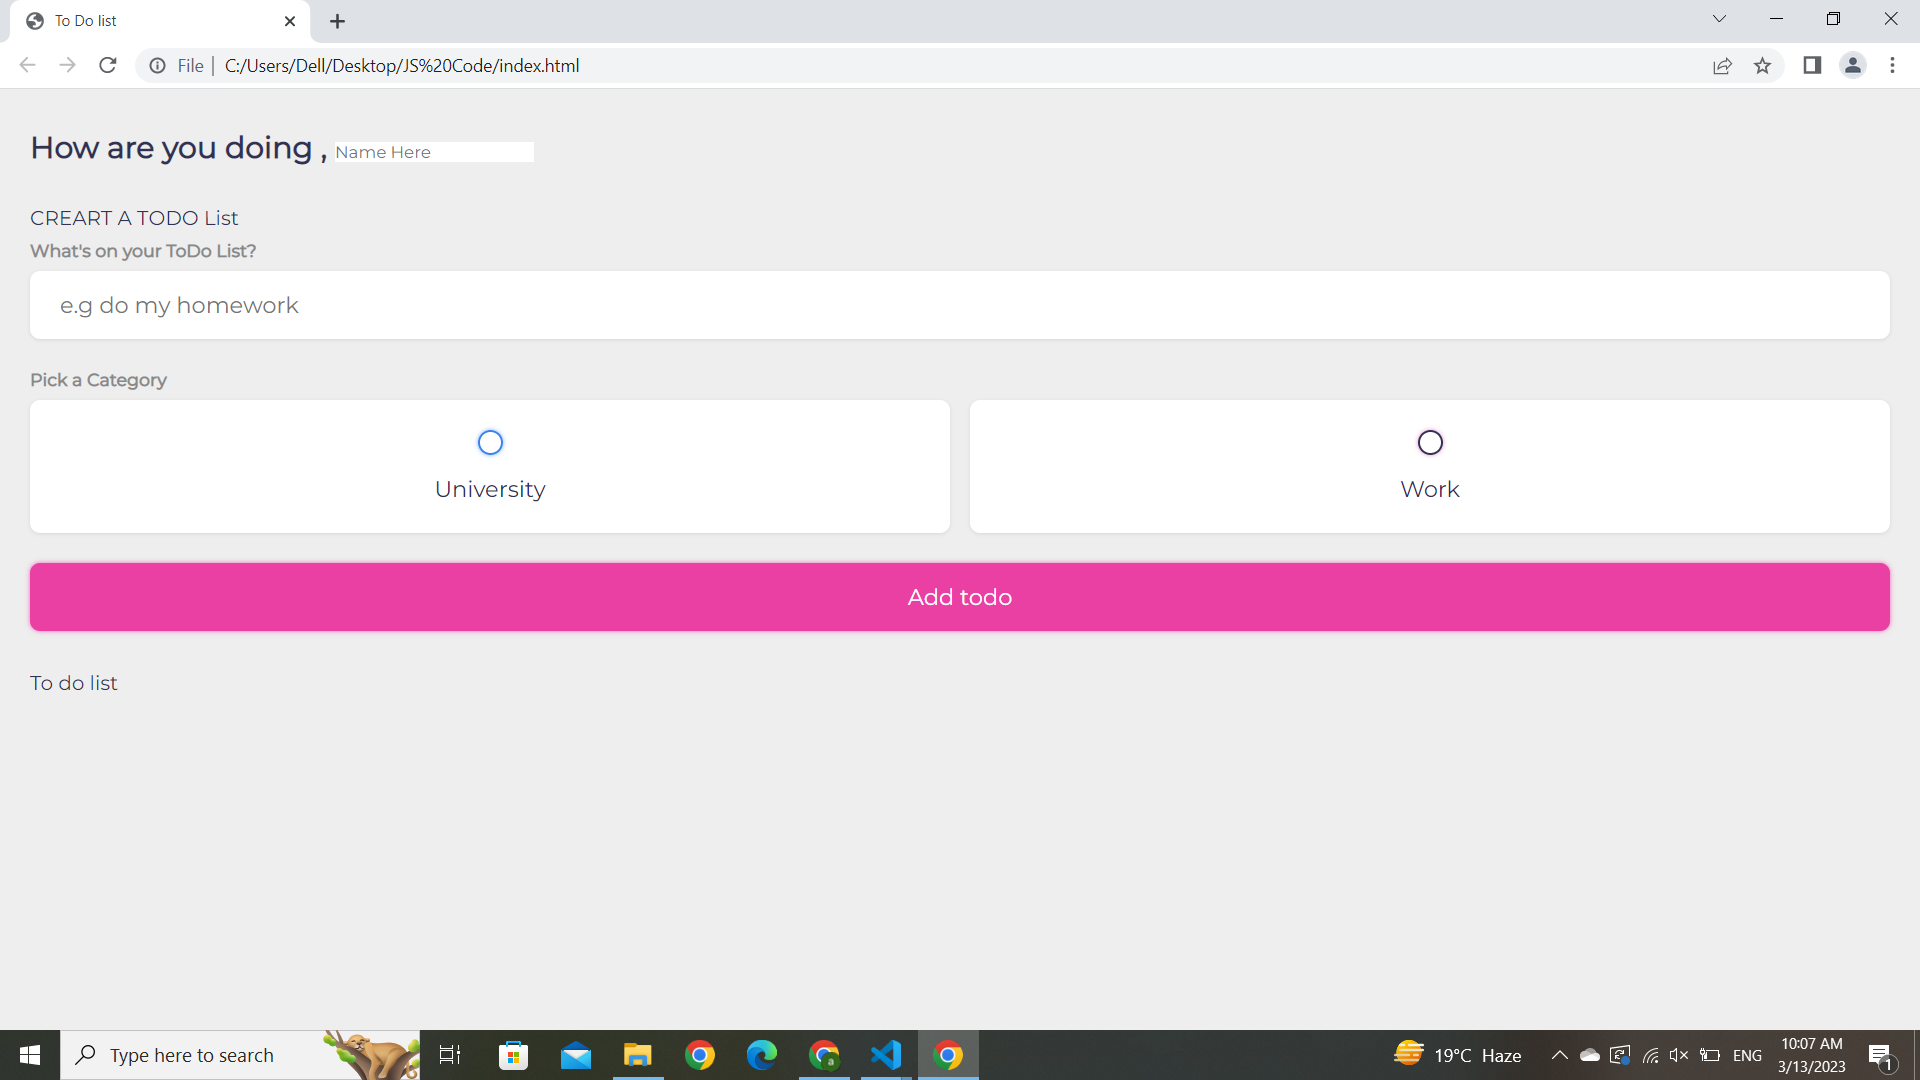 To Do list
File | C:/Users/Dell/Desktop/JS%20Code/index.html
How are you doing , Name Here
CREART A TODO List
What's on your ToDo List?
e.g do my homework
Pick a Category
University Work
Add todo
To do list
Type here to search 19°C Haze ENG 10:07 AM
3/13/2023 1